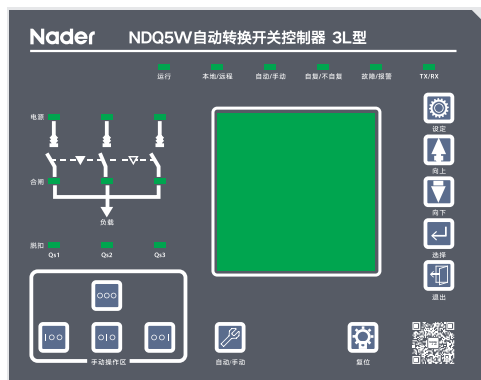 Nader NDQ5W自动转换开关控制器 3L型
运行 本地/远程 自动/手动 自复/不自复 故障/报警 TX/RX
电源
设定
向上
合闸
向下
负载
脱扣
Qs1 Qs2 Qs3
选择
退出
手动操作区 自动/手动 复位